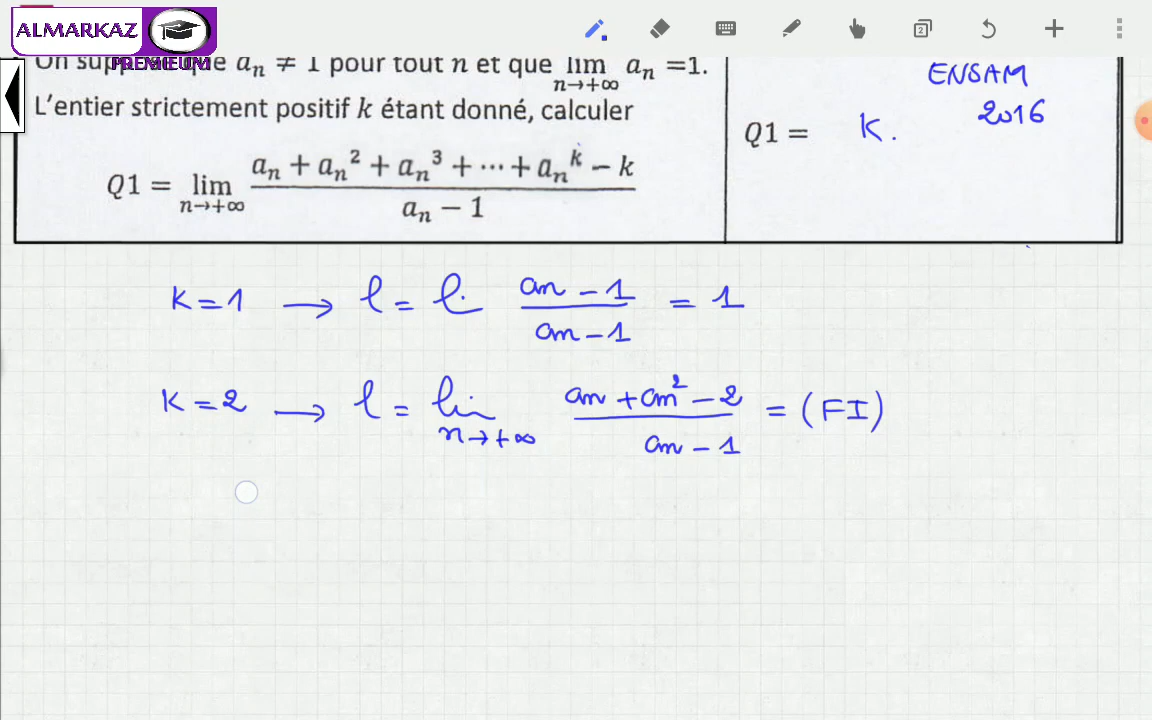 ALMARKAZ
PREMIEUM
On suppose que aₙ ≠ 1 pour tout n et que lim aₙ =1.
n→+∞
L'entier strictement positif k étant donné, calculer
Q1 = lim (aₙ + aₙ² + aₙ³ + ⋯ + aₙᵏ − k) / (aₙ − 1)
n→+∞
ENSAM
2016
Q1 = K.
K=1 → l = li (an − 1) / (an − 1) = 1
K=2 → l = lim (an + an² − 2) / (an − 1) = (FI)
n→+∞